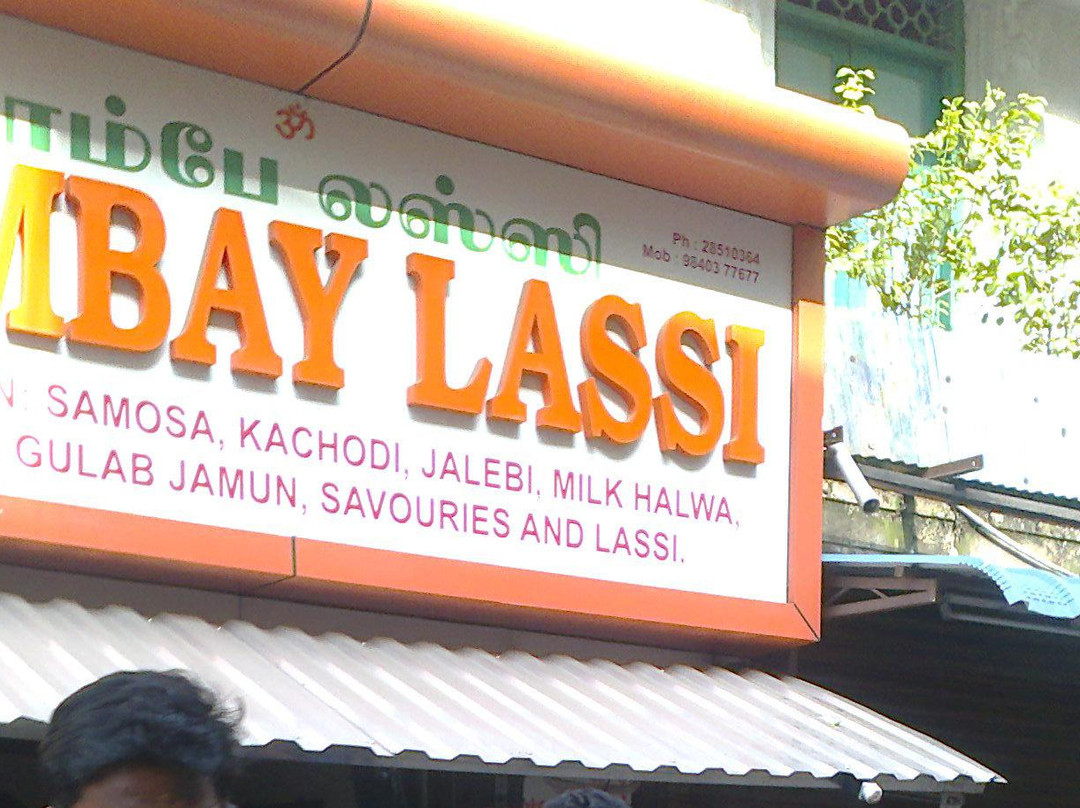 ாம்பே லஸ்ஸி
ॐ
Ph : 28510364
Mob : 98403 77677
MBAY LASSI
N: SAMOSA, KACHODI, JALEBI, MILK HALWA,
GULAB JAMUN, SAVOURIES AND LASSI.